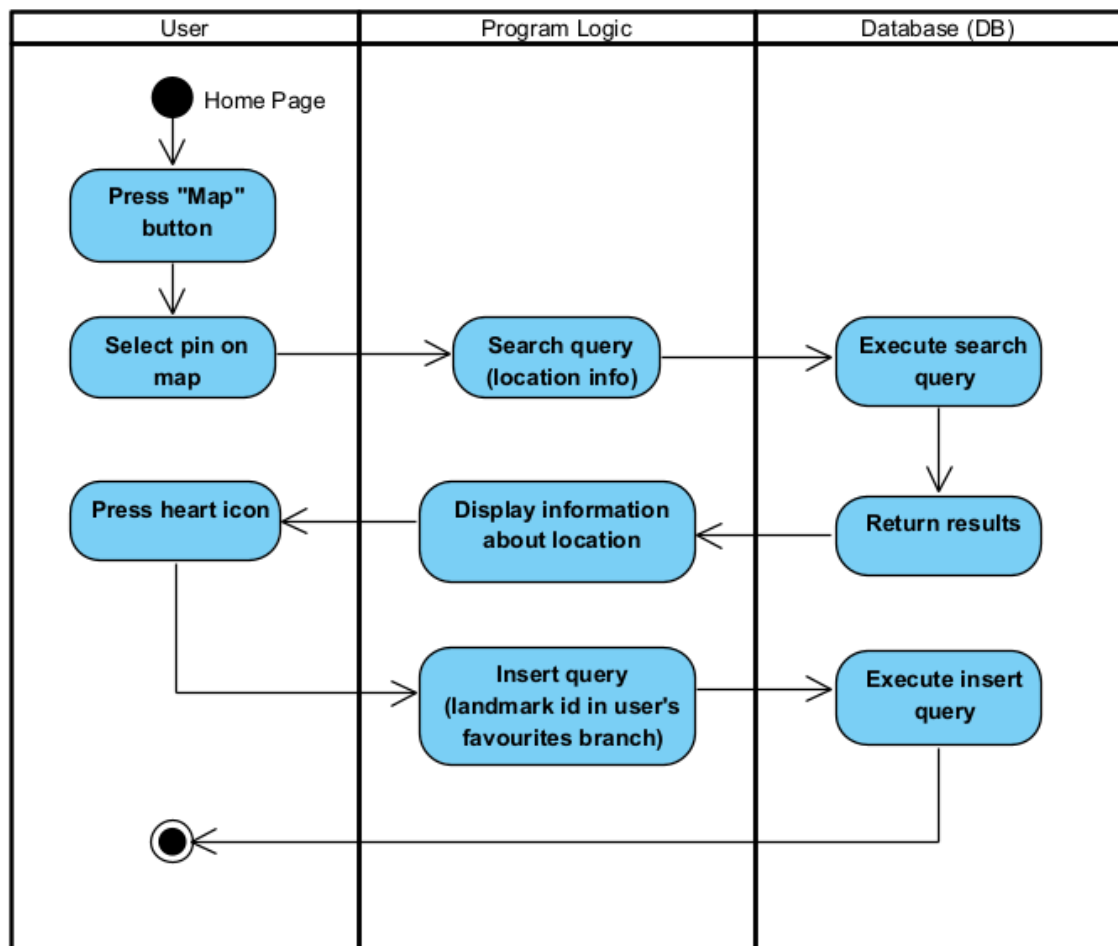 User
Program Logic
Database (DB)
Home Page
Press "Map"
button
Select pin on
map
Search query
(location info)
Execute search
query
Press heart icon
Display information
about location
Return results
Insert query
(landmark id in user's
favourites branch)
Execute insert
query